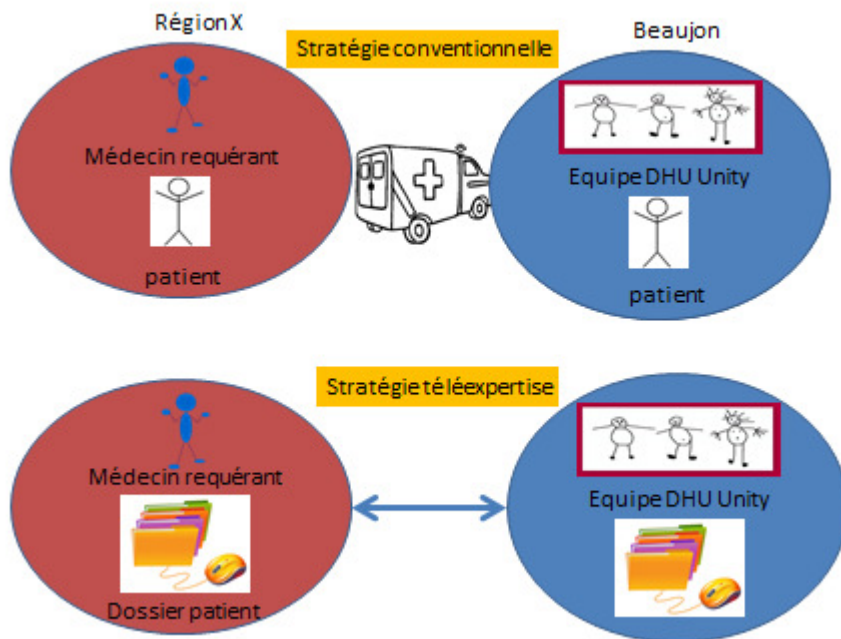 Région X
Stratégie conventionnelle
Beaujon
Médecin requérant
patient
Equipe DHU Unity
patient
Stratégie téléexpertise
Médecin requérant
Dossier patient
Equipe DHU Unity